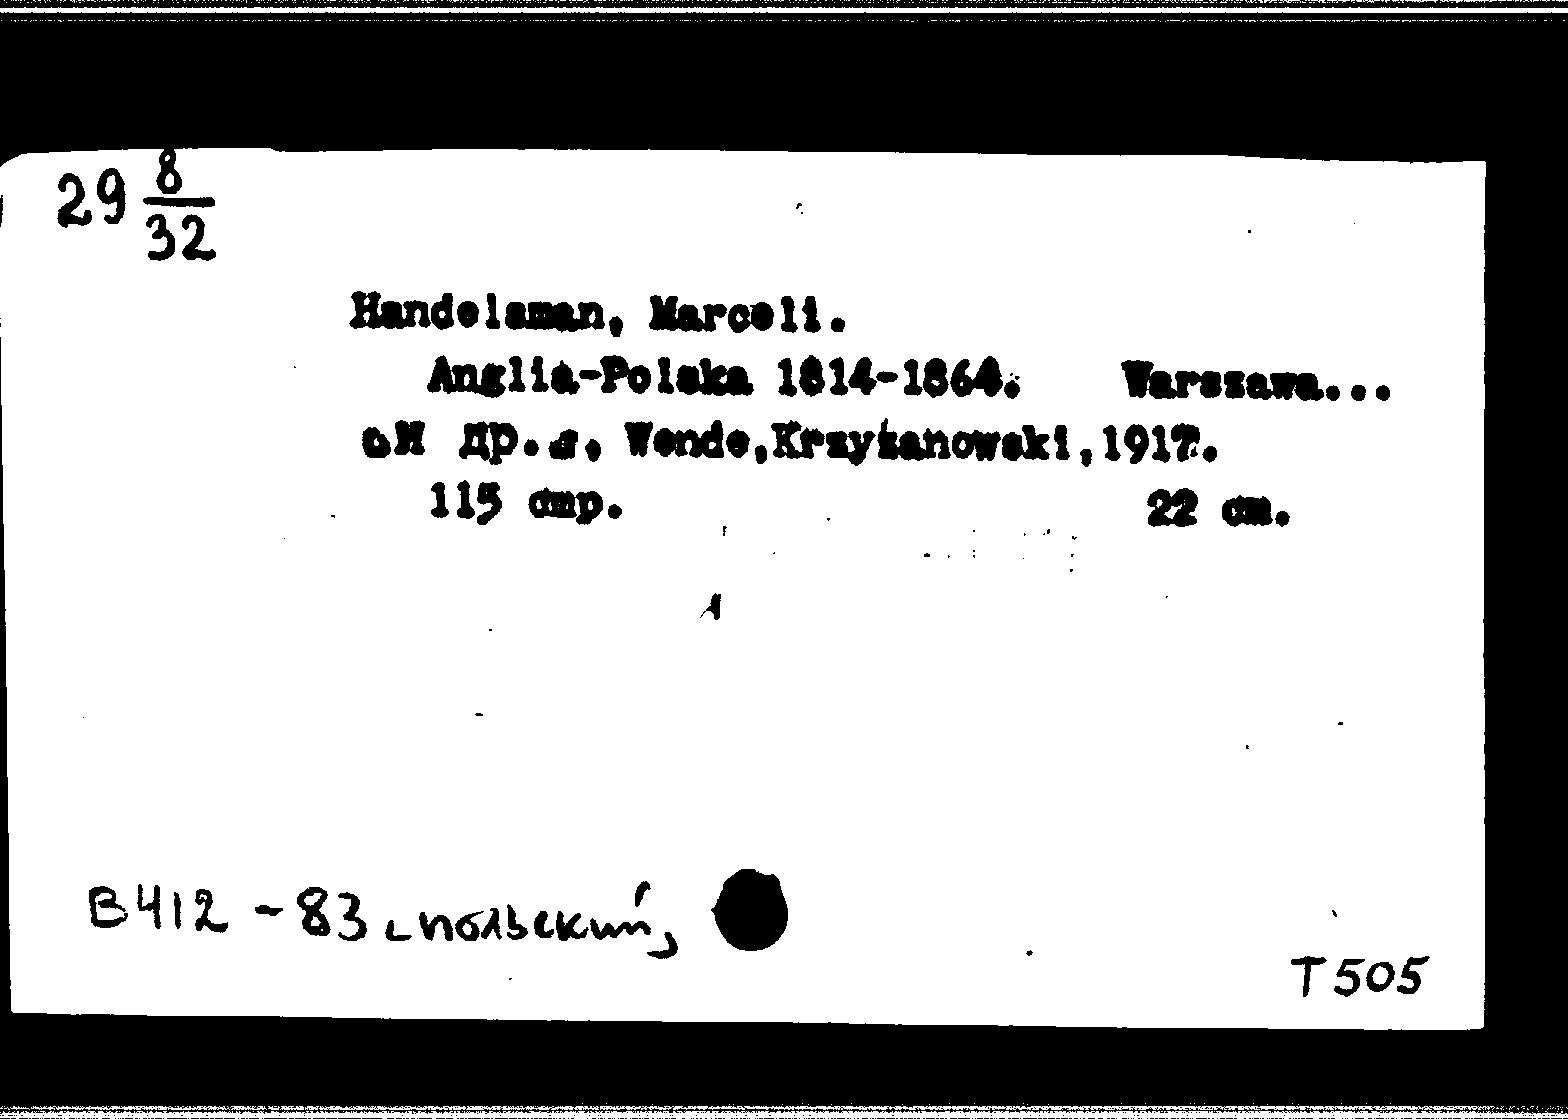 29 8/32
Handelsman, Marceli.
Anglia-Polska 1814-1864. Warszawa...
и др. Wende,Krzyżanowski,1917.
115 стр. 22 см.
В412-83 польский
Т505